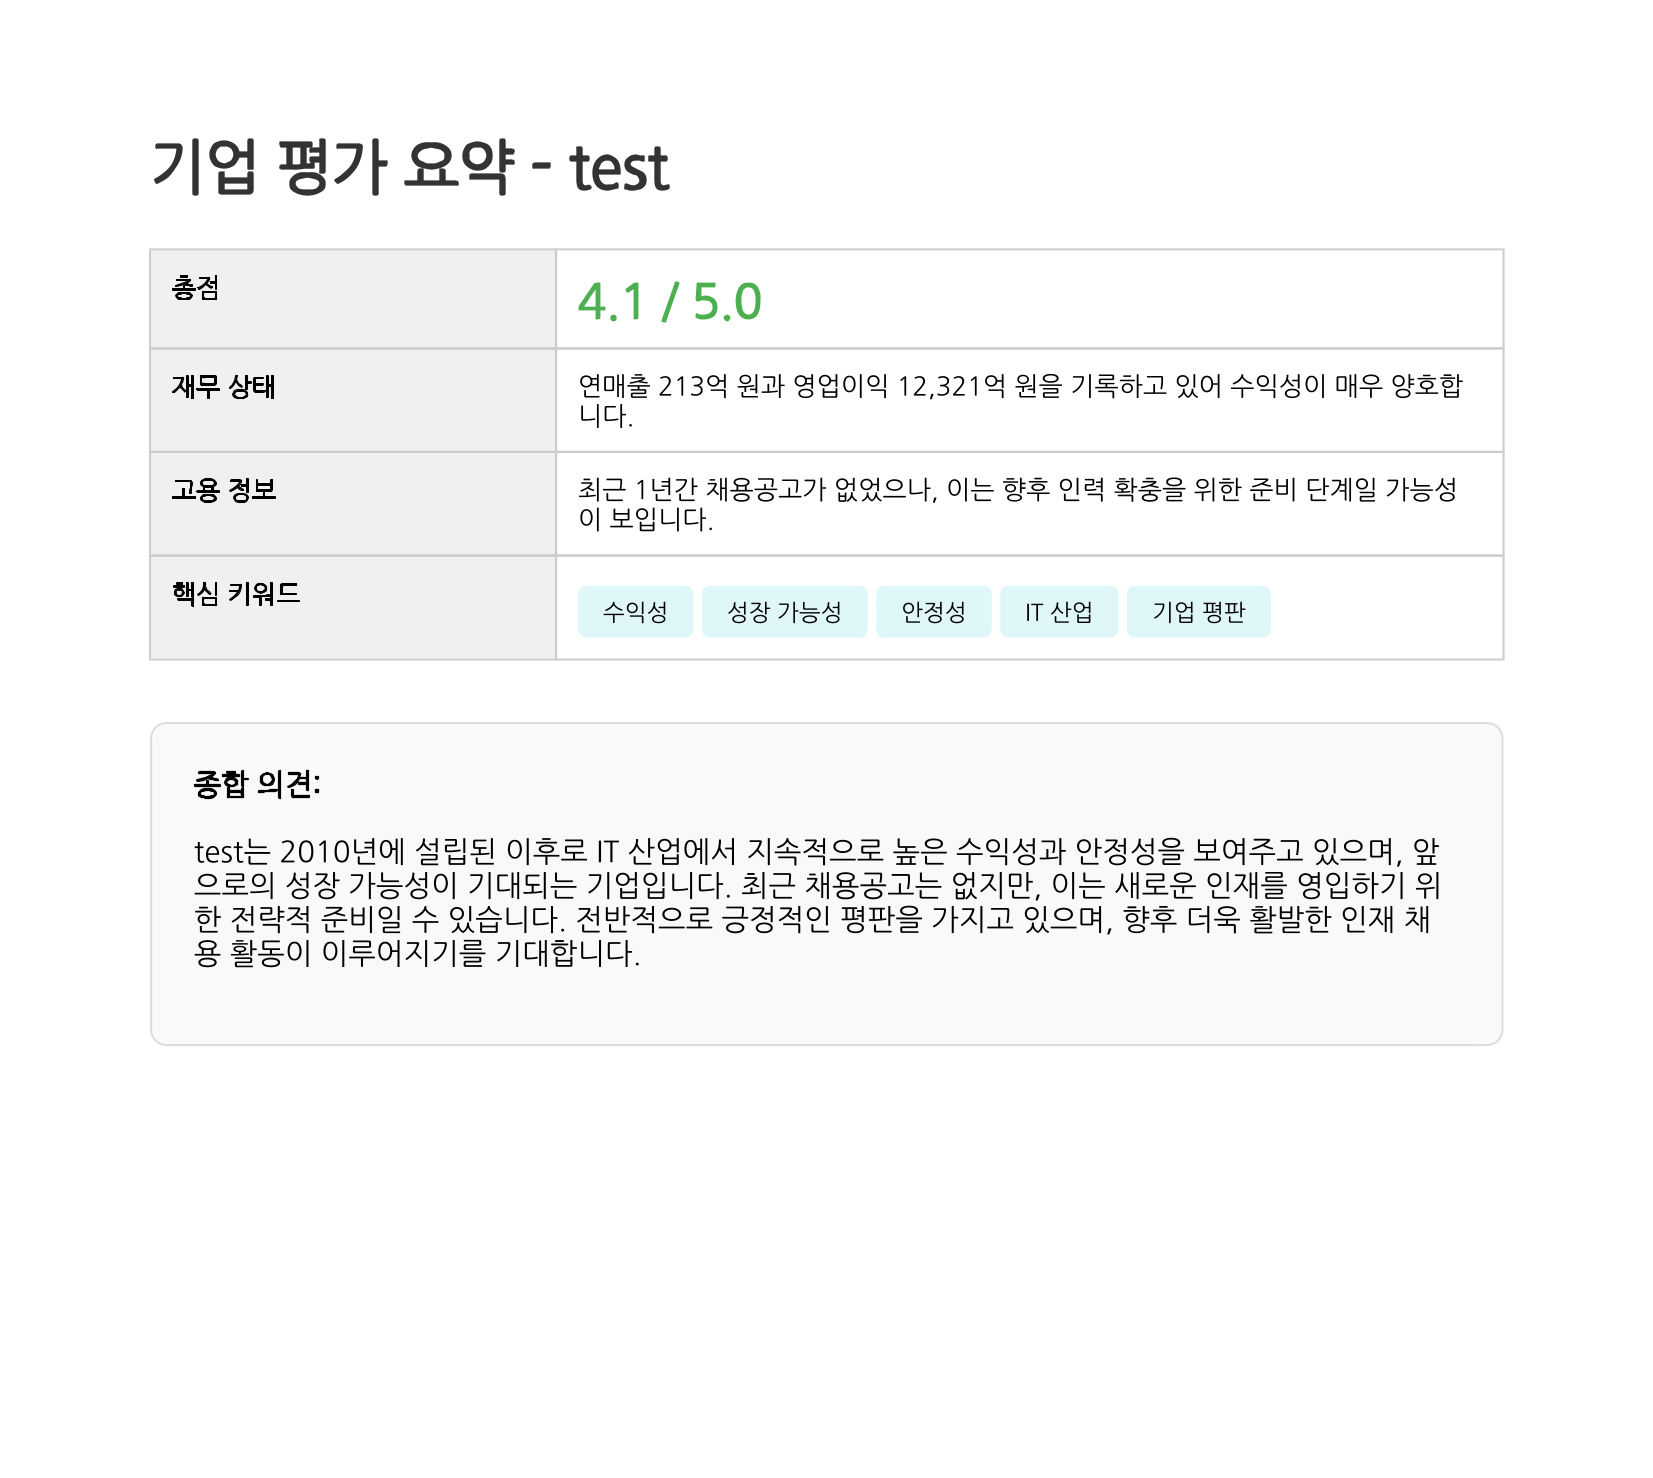 기업 평가 요약 - test
총점
4.1 / 5.0
재무 상태
연매출 213억 원과 영업이익 12,321억 원을 기록하고 있어 수익성이 매우 양호합
니다.
고용 정보
최근 1년간 채용공고가 없었으나, 이는 향후 인력 확충을 위한 준비 단계일 가능성
이 보입니다.
핵심 키워드
수익성 성장 가능성 안정성 IT 산업 기업 평판
종합 의견:
test는 2010년에 설립된 이후로 IT 산업에서 지속적으로 높은 수익성과 안정성을 보여주고 있으며, 앞
으로의 성장 가능성이 기대되는 기업입니다. 최근 채용공고는 없지만, 이는 새로운 인재를 영입하기 위
한 전략적 준비일 수 있습니다. 전반적으로 긍정적인 평판을 가지고 있으며, 향후 더욱 활발한 인재 채
용 활동이 이루어지기를 기대합니다.